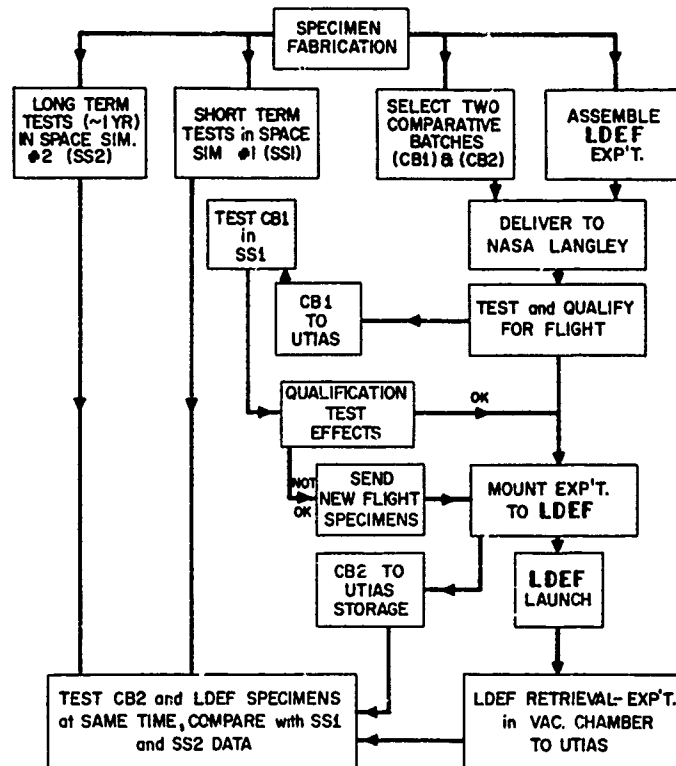 SPECIMEN
FABRICATION
LONG TERM
TESTS (~1 YR)
IN SPACE SIM.
#2 (SS2)
SHORT TERM
TESTS in SPACE
SIM #1 (SS1)
SELECT TWO
COMPARATIVE
BATCHES
(CB1) & (CB2)
ASSEMBLE
LDEF
EXP'T.
TEST CB1
in
SS1
DELIVER TO
NASA LANGLEY
CB1
TO
UTIAS
TEST and QUALIFY
FOR FLIGHT
QUALIFICATION
TEST
EFFECTS
OK
NOT
OK
SEND
NEW FLIGHT
SPECIMENS
MOUNT EXP'T.
TO LDEF
CB2 TO
UTIAS
STORAGE
LDEF
LAUNCH
TEST CB2 and LDEF SPECIMENS
at SAME TIME, COMPARE with SS1
and SS2 DATA
LDEF RETRIEVAL-EXP'T.
in VAC. CHAMBER
TO UTIAS